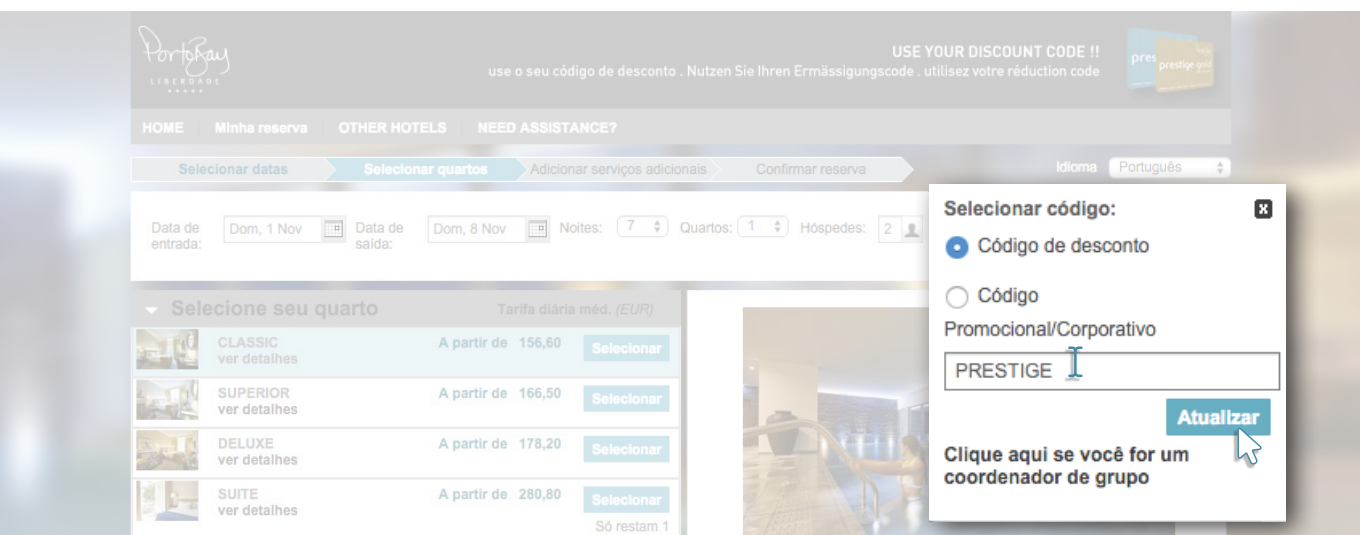 PortoBay
LIBERDADE
USE YOUR DISCOUNT CODE !!
use o seu código de desconto . Nutzen Sie Ihren Ermässigungscode . utilisez votre réduction code
prestige gold
HOME Minha reserva OTHER HOTELS NEED ASSISTANCE?
Selecionar datas Selecionar quartos Adicionar serviços adicionais Confirmar reserva
Idioma Português
Data de entrada: Dom, 1 Nov Data de saída: Dom, 8 Nov Noites: 7 Quartos: 1 Hóspedes: 2
Selecione seu quarto Tarifa diária méd. (EUR)
CLASSIC A partir de 156,60 Selecionar
ver detalhes
SUPERIOR A partir de 166,50 Selecionar
ver detalhes
DELUXE A partir de 178,20 Selecionar
ver detalhes
SUITE A partir de 280,80 Selecionar
ver detalhes
Só restam 1
Selecionar código:
Código de desconto
Código
Promocional/Corporativo
PRESTIGE
Atualizar
Clique aqui se você for um
coordenador de grupo